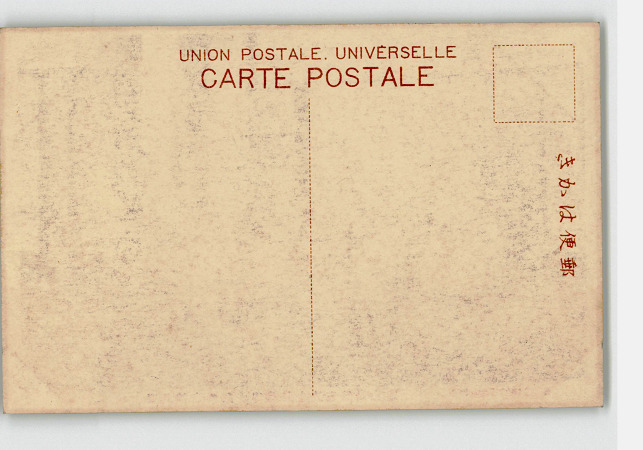 UNION POSTALE. UNIVERSELLE
CARTE POSTALE
郵便はかき